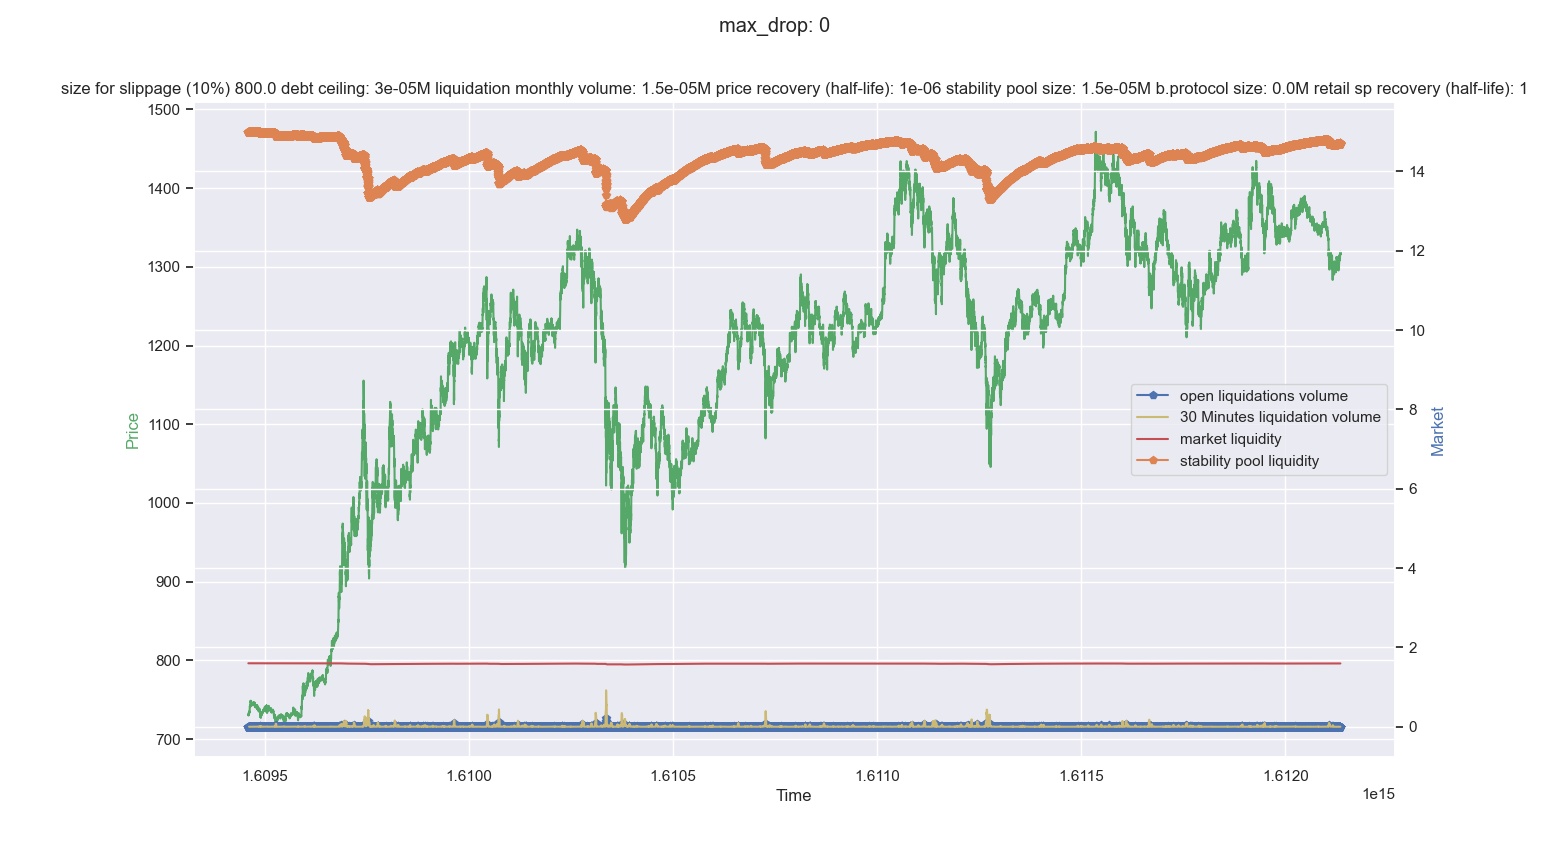 max_drop: 0
size for slippage (10%) 800.0 debt ceiling: 3e-05M liquidation monthly volume: 1.5e-05M price recovery (half-life): 1e-06 stability pool size: 1.5e-05M b.protocol size: 0.0M retail sp recovery (half-life): 1
1500
1400
1300
1200
1100
1000
900
800
700
Price
14
12
10
8
6
4
2
0
Market
open liquidations volume
30 Minutes liquidation volume
market liquidity
stability pool liquidity
1.6095 1.6100 1.6105 1.6110 1.6115 1.6120
1e15
Time